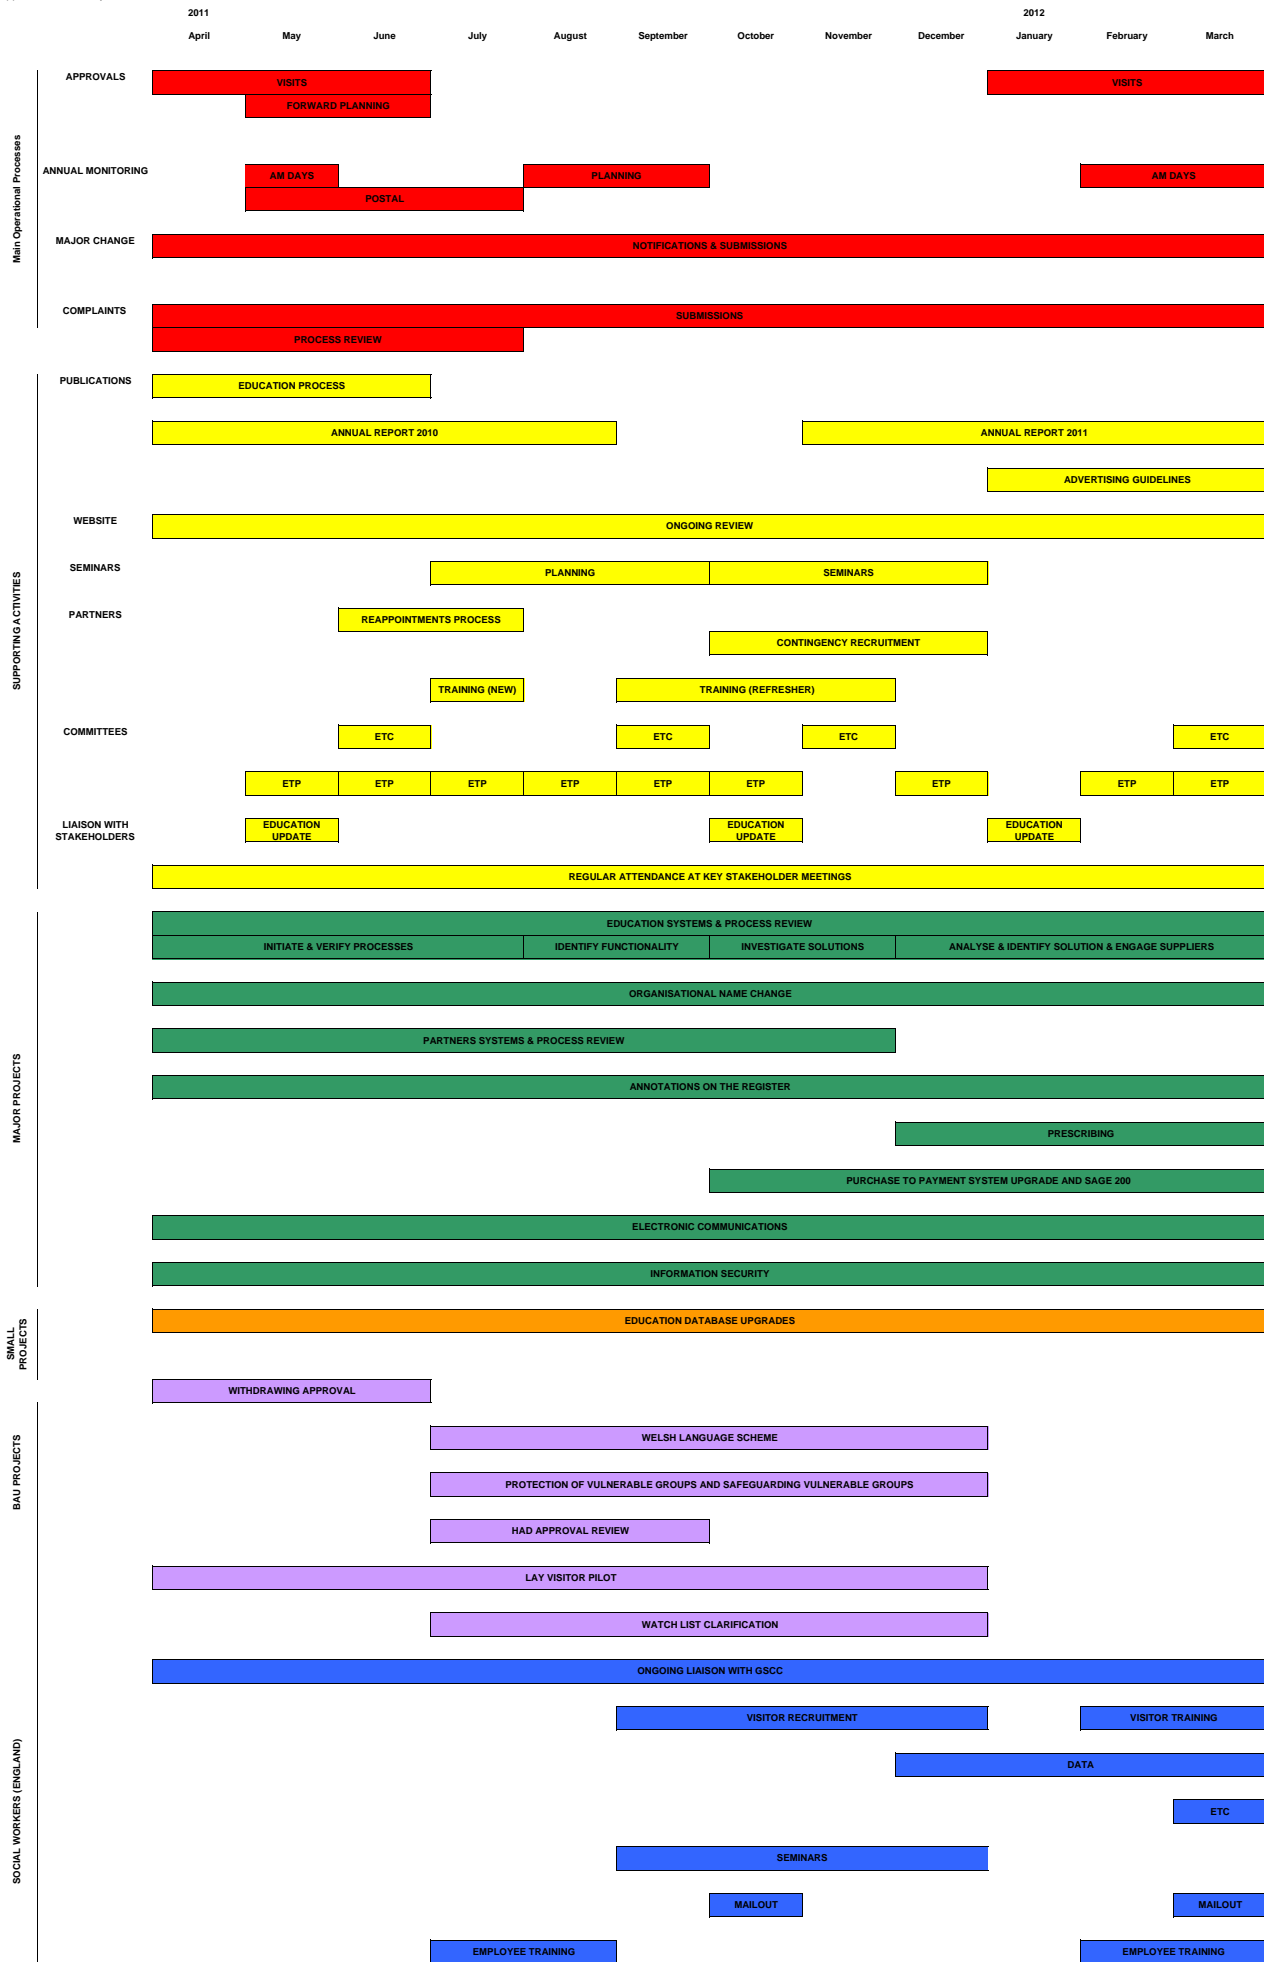 2011 2012
April May June July August September October November December January February March
Main Operational Processes
APPROVALS VISITS VISITS
FORWARD PLANNING
ANNUAL MONITORING AM DAYS PLANNING AM DAYS
POSTAL
MAJOR CHANGE NOTIFICATIONS & SUBMISSIONS
COMPLAINTS SUBMISSIONS
PROCESS REVIEW
SUPPORTING ACTIVITIES
PUBLICATIONS EDUCATION PROCESS
ANNUAL REPORT 2010 ANNUAL REPORT 2011
ADVERTISING GUIDELINES
WEBSITE ONGOING REVIEW
SEMINARS PLANNING SEMINARS
PARTNERS REAPPOINTMENTS PROCESS
CONTINGENCY RECRUITMENT
TRAINING (NEW) TRAINING (REFRESHER)
COMMITTEES ETC ETC ETC ETC
ETP ETP ETP ETP ETP ETP ETP ETP ETP
LIAISON WITH EDUCATION EDUCATION EDUCATION
STAKEHOLDERS UPDATE UPDATE UPDATE
REGULAR ATTENDANCE AT KEY STAKEHOLDER MEETINGS
MAJOR PROJECTS
EDUCATION SYSTEMS & PROCESS REVIEW
INITIATE & VERIFY PROCESSES IDENTIFY FUNCTIONALITY INVESTIGATE SOLUTIONS ANALYSE & IDENTIFY SOLUTION & ENGAGE SUPPLIERS
ORGANISATIONAL NAME CHANGE
PARTNERS SYSTEMS & PROCESS REVIEW
ANNOTATIONS ON THE REGISTER
PRESCRIBING
PURCHASE TO PAYMENT SYSTEM UPGRADE AND SAGE 200
ELECTRONIC COMMUNICATIONS
INFORMATION SECURITY
SMALL
PROJECTS
EDUCATION DATABASE UPGRADES
BAU PROJECTS
WITHDRAWING APPROVAL
WELSH LANGUAGE SCHEME
PROTECTION OF VULNERABLE GROUPS AND SAFEGUARDING VULNERABLE GROUPS
HAD APPROVAL REVIEW
LAY VISITOR PILOT
WATCH LIST CLARIFICATION
SOCIAL WORKERS (ENGLAND)
ONGOING LIAISON WITH GSCC
VISITOR RECRUITMENT VISITOR TRAINING
DATA
ETC
SEMINARS
MAILOUT MAILOUT
EMPLOYEE TRAINING EMPLOYEE TRAINING